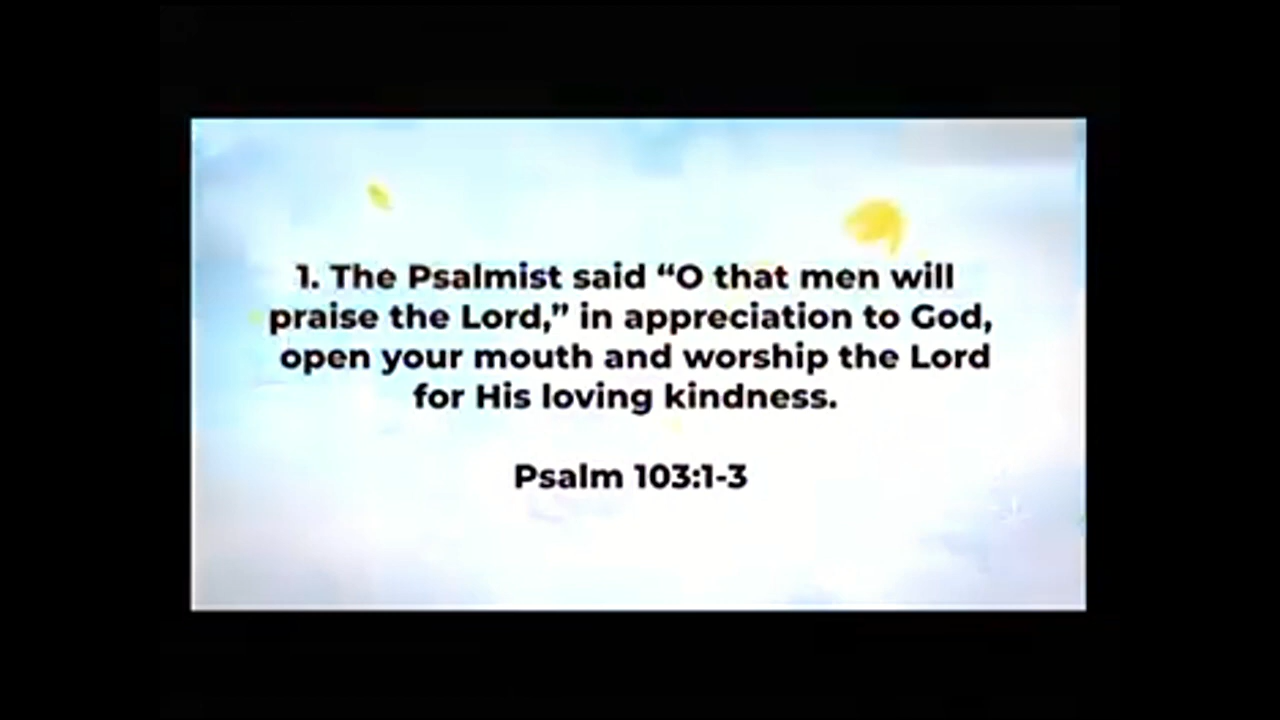 1. The Psalmist said “O that men will
praise the Lord,” in appreciation to God,
open your mouth and worship the Lord
for His loving kindness.
Psalm 103:1-3